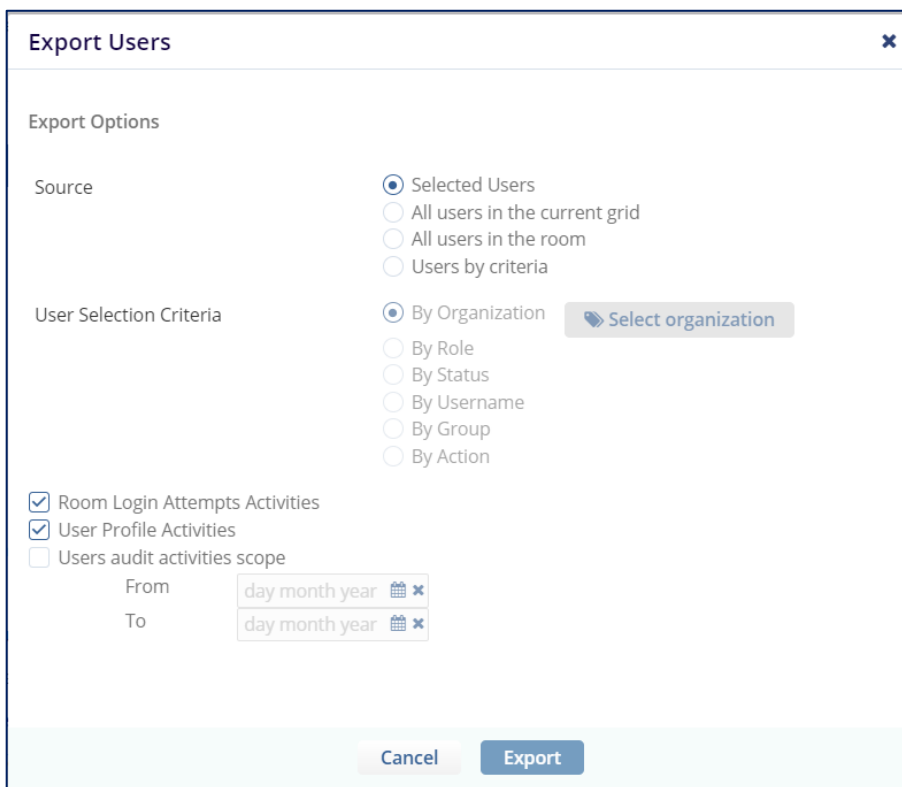 Export Users
Export Options
Source
Selected Users
All users in the current grid
All users in the room
Users by criteria
User Selection Criteria
By Organization
Select organization
By Role
By Status
By Username
By Group
By Action
Room Login Attempts Activities
User Profile Activities
Users audit activities scope
From day month year
To day month year
Cancel Export